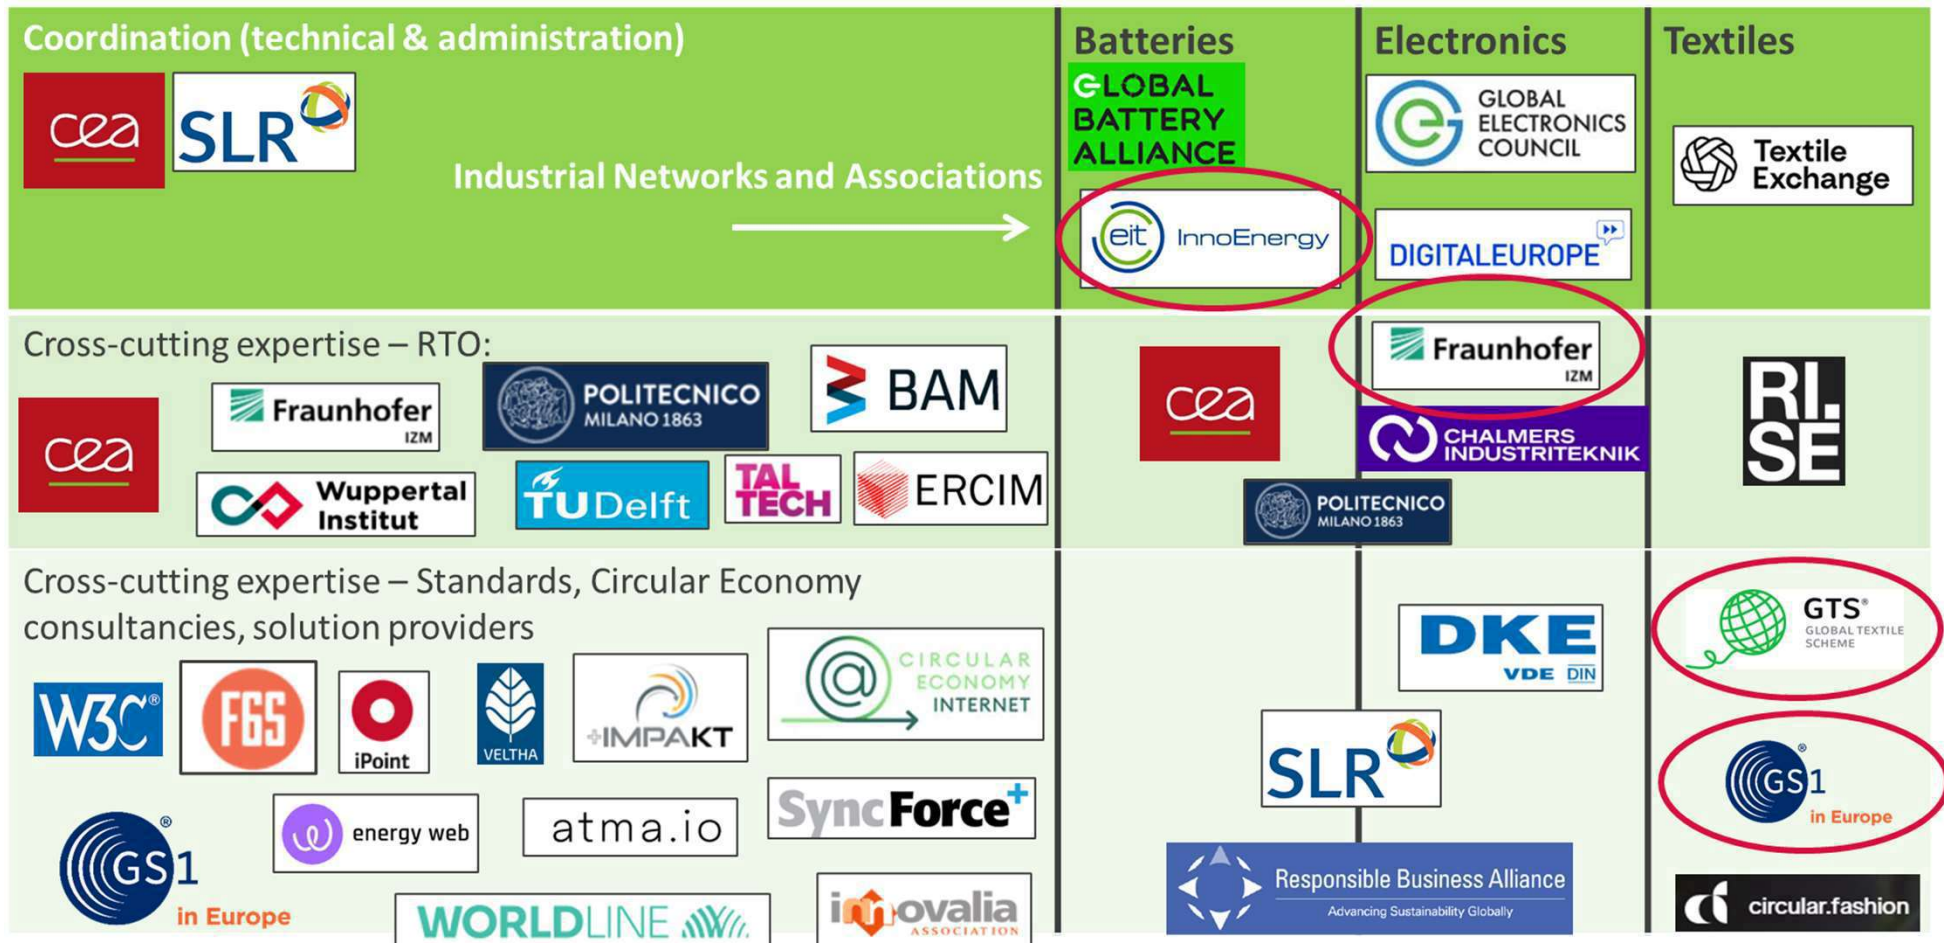 Coordination (technical & administration)
cea
SLR
Industrial Networks and Associations
Batteries
GLOBAL
BATTERY
ALLIANCE
eit InnoEnergy
Electronics
GLOBAL
ELECTRONICS
COUNCIL
DIGITALEUROPE
Textiles
Textile
Exchange
Cross-cutting expertise – RTO:
cea
Fraunhofer
IZM
POLITECNICO
MILANO 1863
BAM
Wuppertal
Institut
TU Delft
TAL
TECH
ERCIM
cea
Fraunhofer
IZM
CHALMERS
INDUSTRITEKNIK
POLITECNICO
MILANO 1863
RI.
SE
Cross-cutting expertise – Standards, Circular Economy
consultancies, solution providers
W3C®
F6S
iPoint
VELTHA
+IMPAKT
@ CIRCULAR
ECONOMY
INTERNET
GS1®
in Europe
energy web
atma.io
SyncForce+
WORLDLINE
innovalia
ASSOCIATION
DKE
VDE DIN
SLR
Responsible Business Alliance
Advancing Sustainability Globally
GTS®
GLOBAL TEXTILE
SCHEME
GS1®
in Europe
circular.fashion